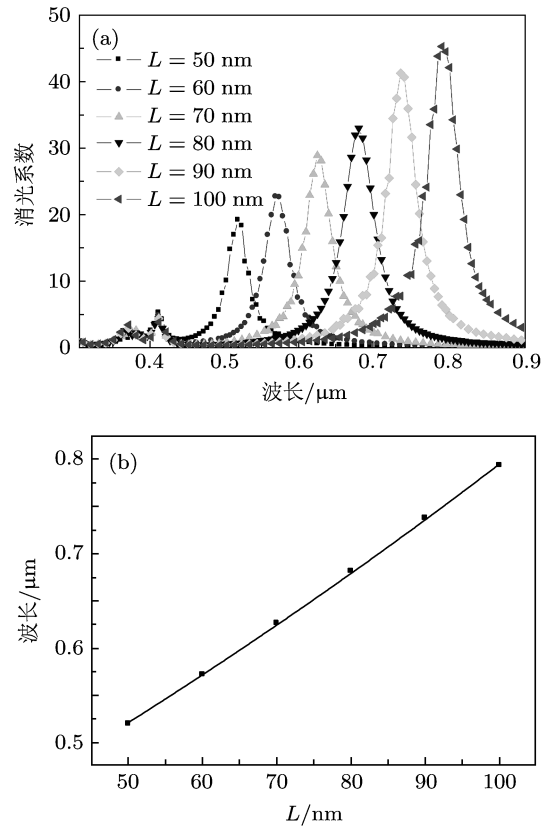 (a)
L = 50 nm
L = 60 nm
L = 70 nm
L = 80 nm
L = 90 nm
L = 100 nm
消光系数
50
40
30
20
10
0
0.4 0.5 0.6 0.7 0.8 0.9
波长/μm
(b)
波长/μm
0.8
0.7
0.6
0.5
50 60 70 80 90 100
L/nm